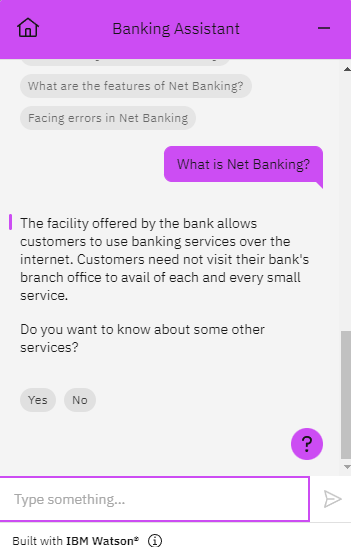 Banking Assistant
What are the features of Net Banking?
Facing errors in Net Banking
What is Net Banking?
The facility offered by the bank allows
customers to use banking services over the
internet. Customers need not visit their bank's
branch office to avail of each and every small
service.
Do you want to know about some other
services?
Yes No
?
Type something...
Built with IBM Watson® i